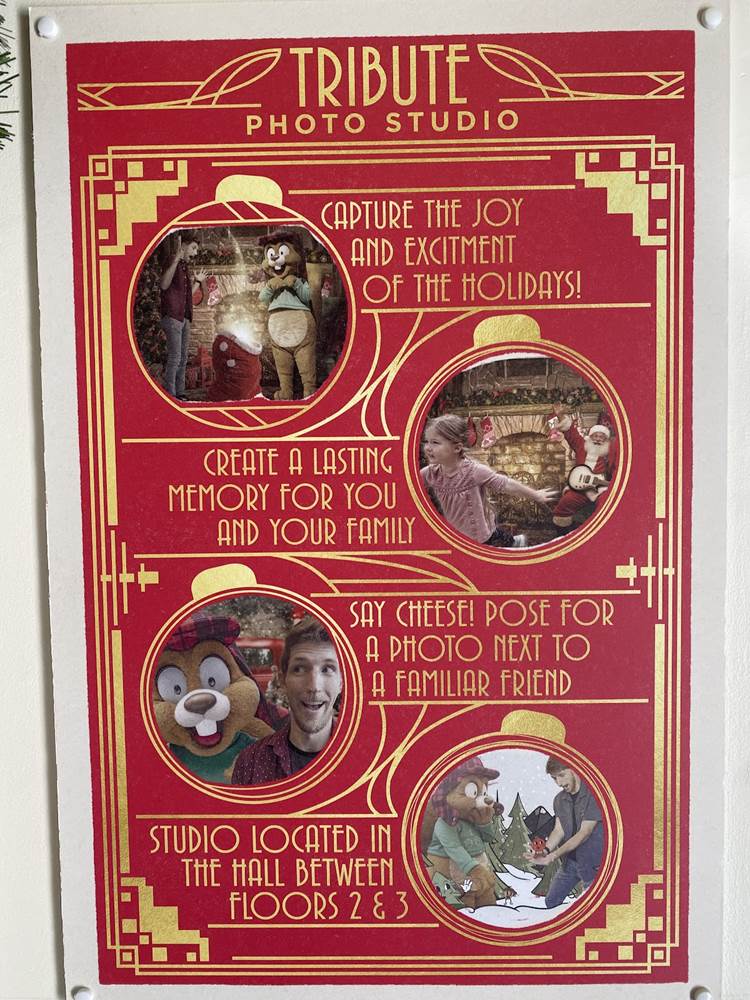 TRIBUTE
PHOTO STUDIO
CAPTURE THE JOY
AND EXCITMENT
OF THE HOLIDAYS!
CREATE A LASTING
MEMORY FOR YOU
AND YOUR FAMILY
SAY CHEESE! POSE FOR
A PHOTO NEXT TO
A FAMILIAR FRIEND
STUDIO LOCATED IN
THE HALL BETWEEN
FLOORS 2 & 3